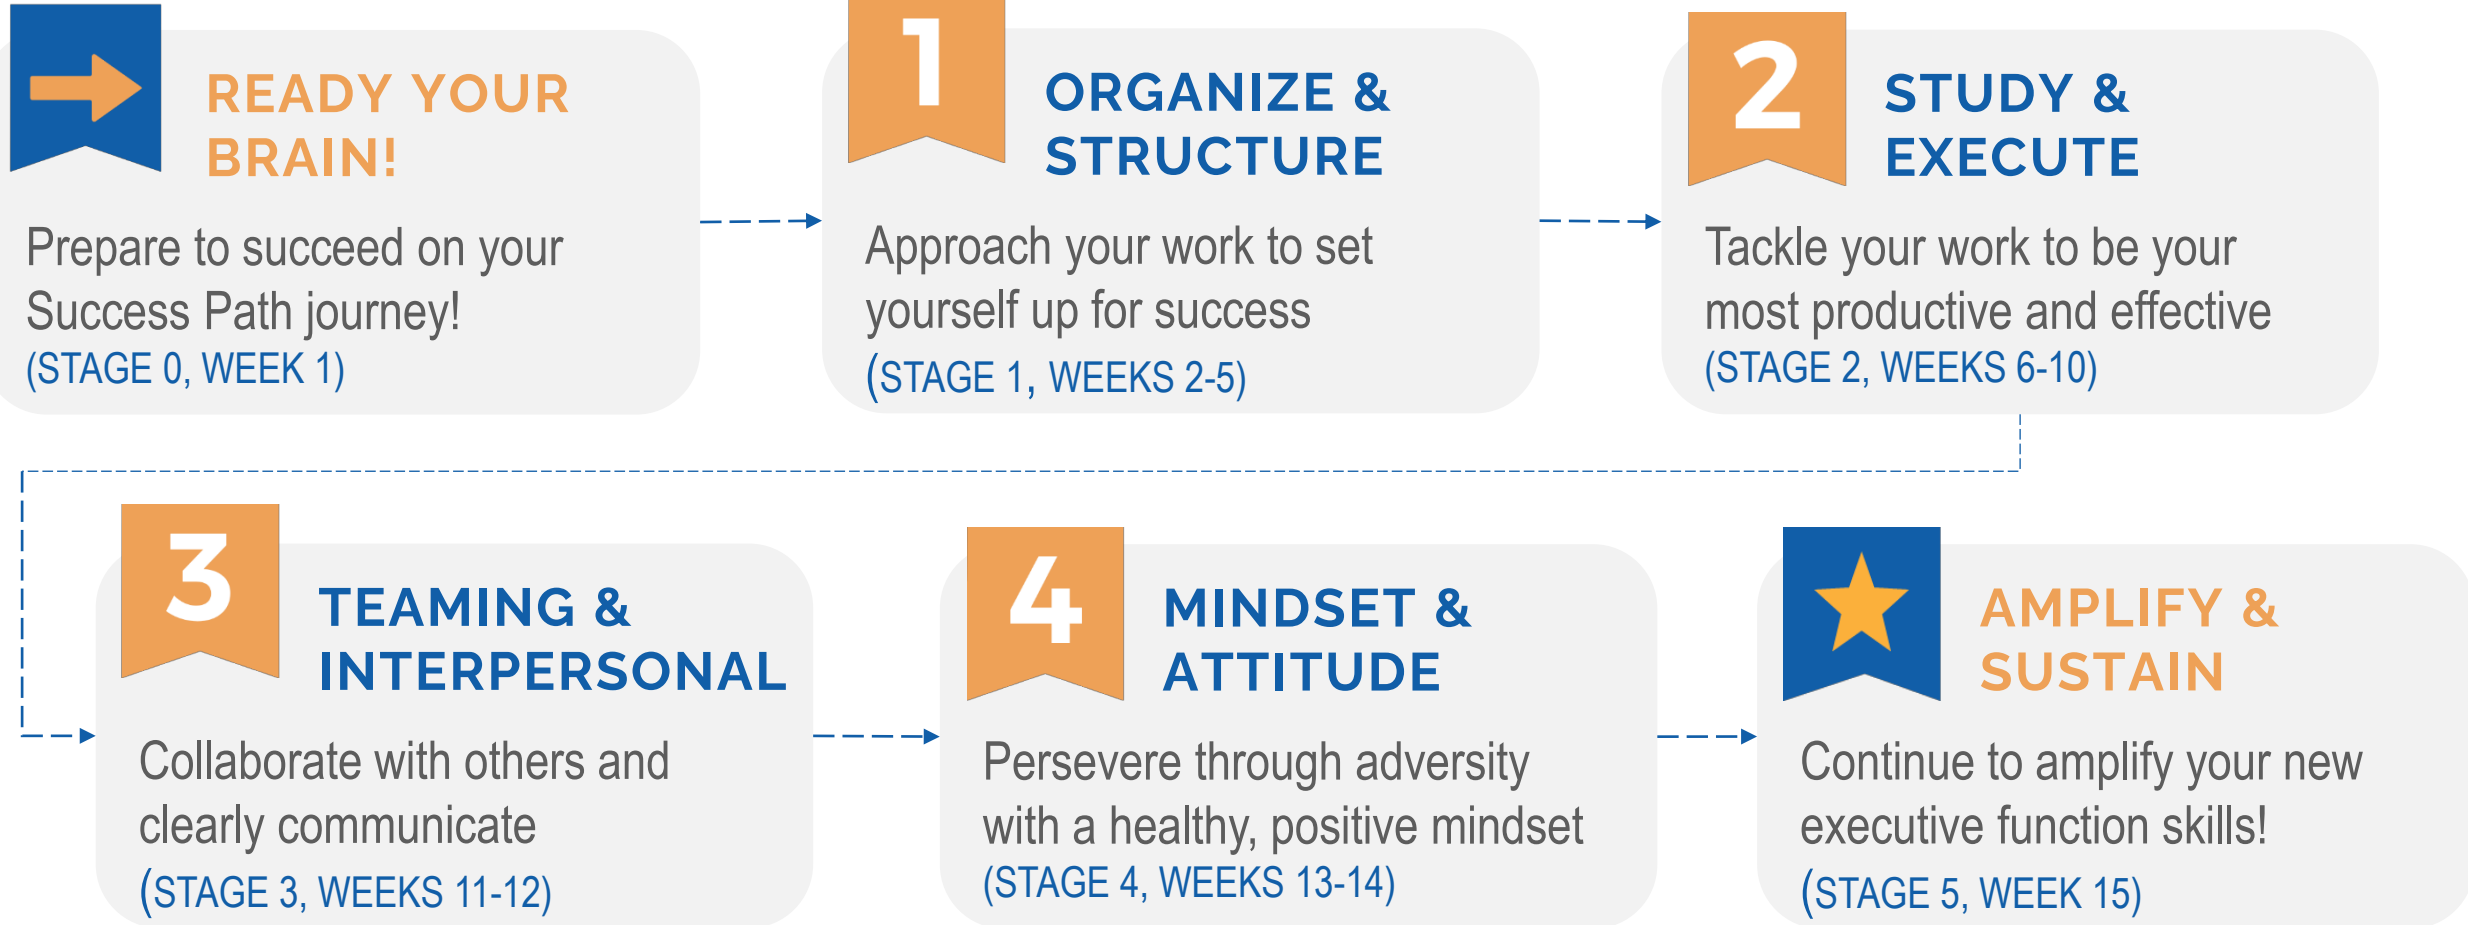 READY YOUR
BRAIN!
Prepare to succeed on your
Success Path journey!
(STAGE 0, WEEK 1)
1
ORGANIZE &
STRUCTURE
Approach your work to set
yourself up for success
(STAGE 1, WEEKS 2-5)
2
STUDY &
EXECUTE
Tackle your work to be your
most productive and effective
(STAGE 2, WEEKS 6-10)
3
TEAMING &
INTERPERSONAL
Collaborate with others and
clearly communicate
(STAGE 3, WEEKS 11-12)
4
MINDSET &
ATTITUDE
Persevere through adversity
with a healthy, positive mindset
(STAGE 4, WEEKS 13-14)
AMPLIFY &
SUSTAIN
Continue to amplify your new
executive function skills!
(STAGE 5, WEEK 15)